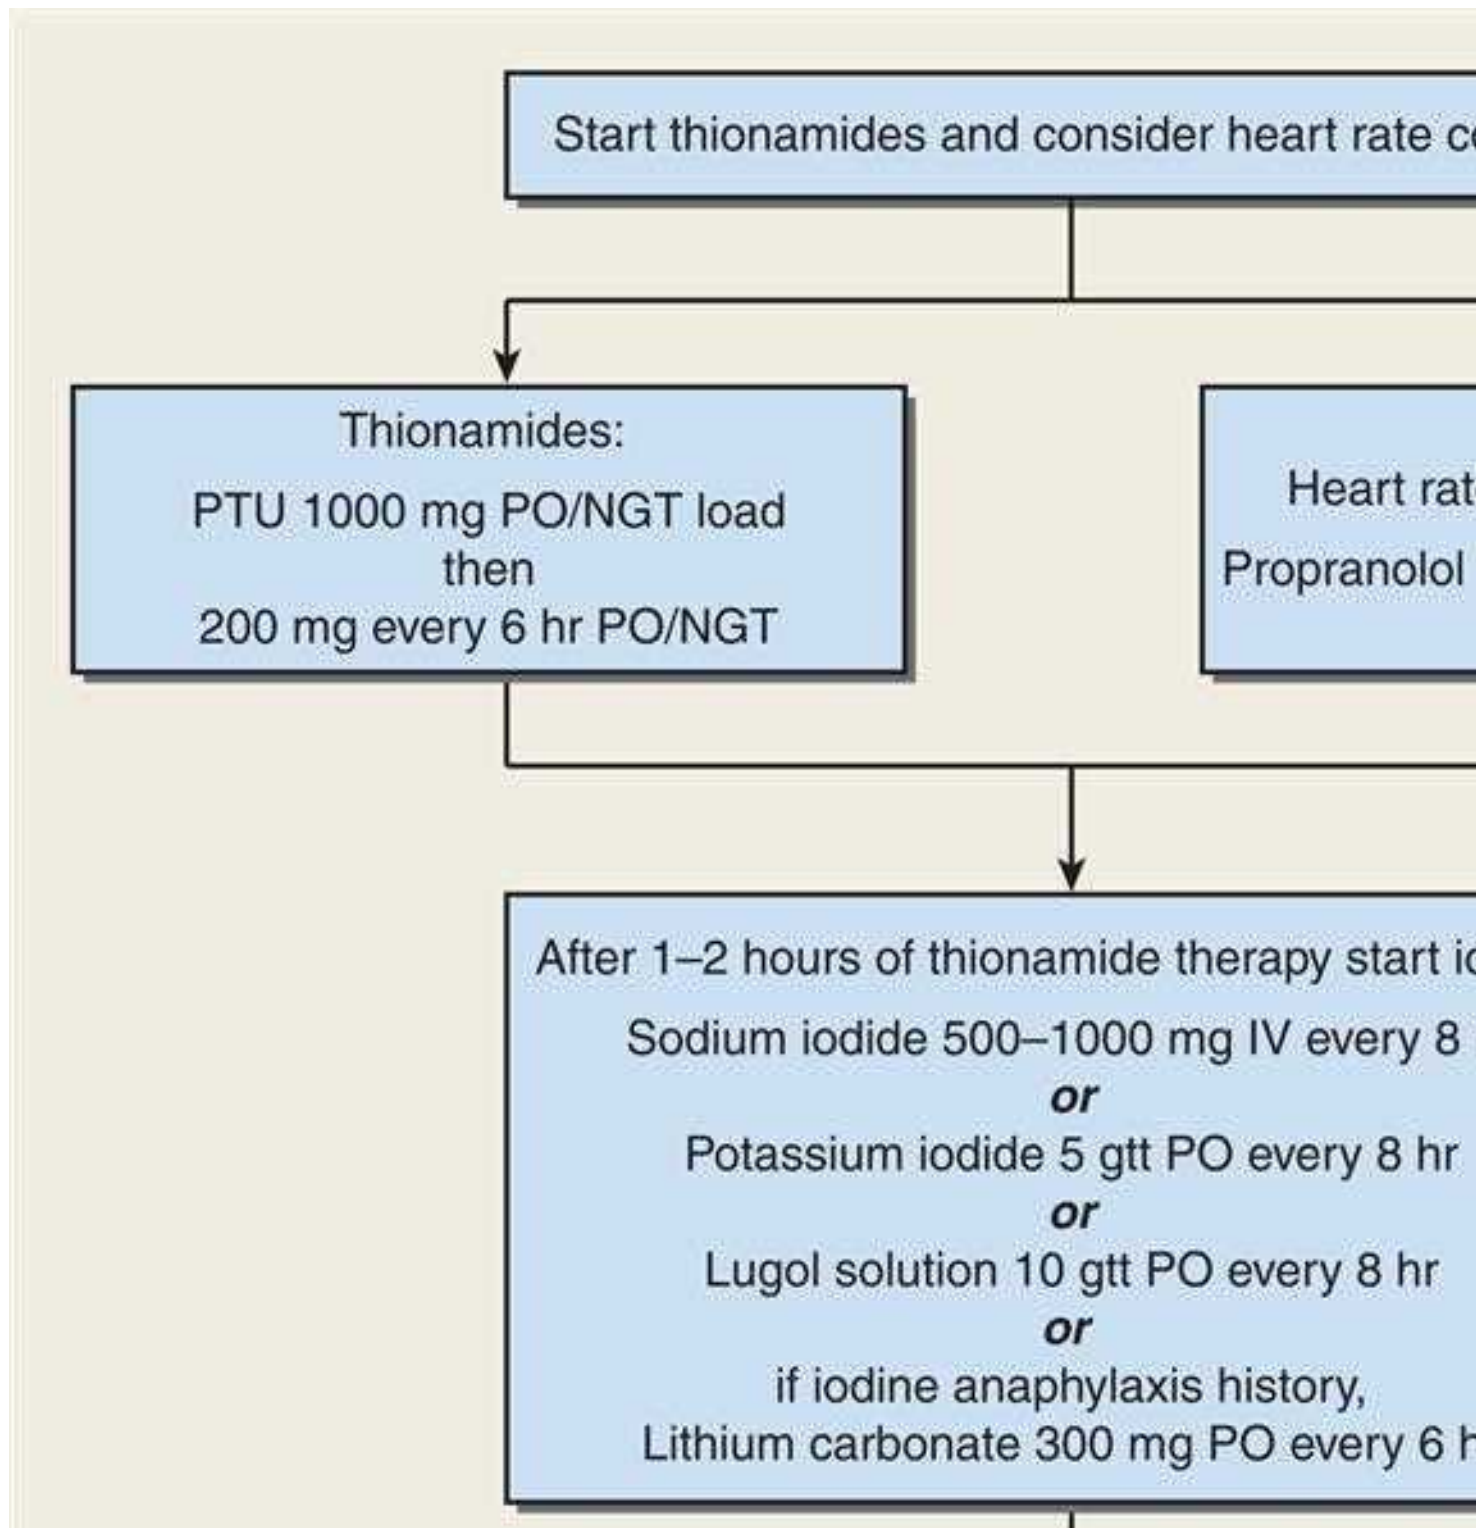 Start thionamides and consider heart rate
Thionamides:
PTU 1000 mg PO/NGT load
then
200 mg every 6 hr PO/NGT
Heart
Propranolol
After 1–2 hours of thionamide therapy start
Sodium iodide 500–1000 mg IV every 8
or
Potassium iodide 5 gtt PO every 8 hr
or
Lugol solution 10 gtt PO every 8 hr
or
if iodine anaphylaxis history,
Lithium carbonate 300 mg PO every 6